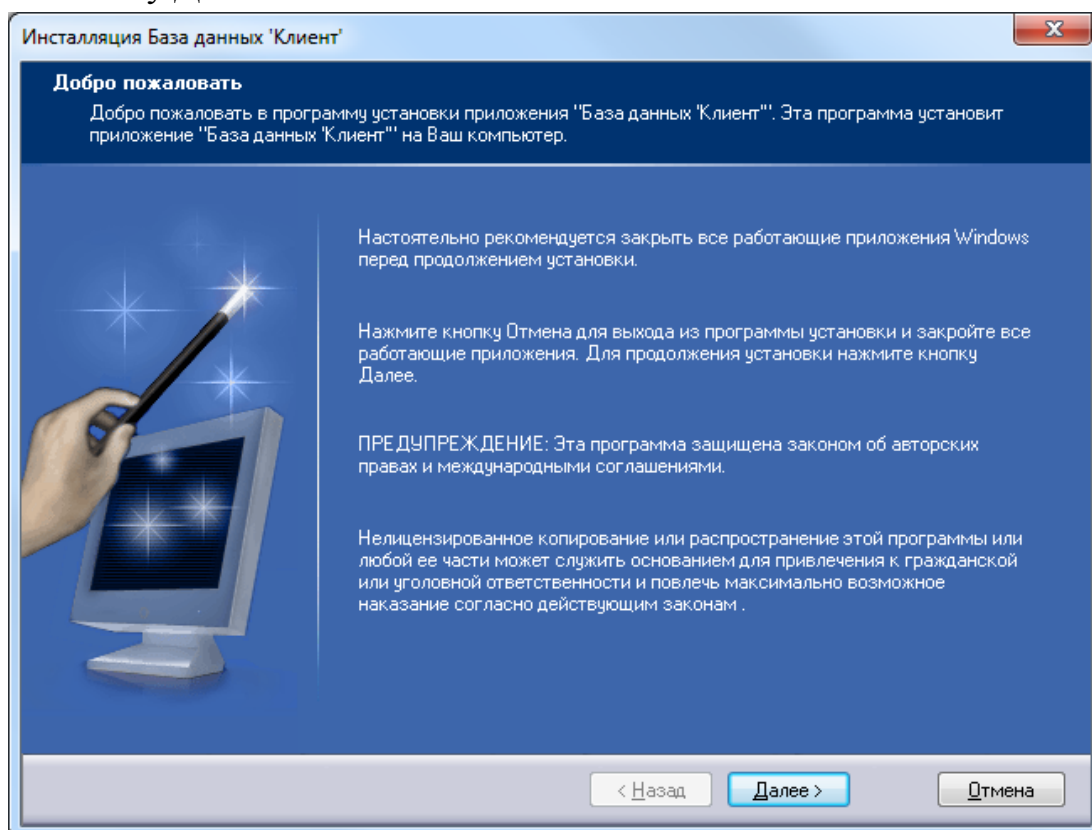 Инсталляция База данных 'Клиент'
Добро пожаловать
Добро пожаловать в программу установки приложения "База данных 'Клиент'". Эта программа установит
приложение "База данных 'Клиент'" на Ваш компьютер.
Настоятельно рекомендуется закрыть все работающие приложения Windows
перед продолжением установки.
Нажмите кнопку Отмена для выхода из программы установки и закройте все
работающие приложения. Для продолжения установки нажмите кнопку
Далее.
ПРЕДУПРЕЖДЕНИЕ: Эта программа защищена законом об авторских
правах и международными соглашениями.
Нелицензированное копирование или распространение этой программы или
любой ее части может служить основанием для привлечения к гражданской
или уголовной ответственности и повлечь максимально возможное
наказание согласно действующим законам .
< Назад Далее > Отмена